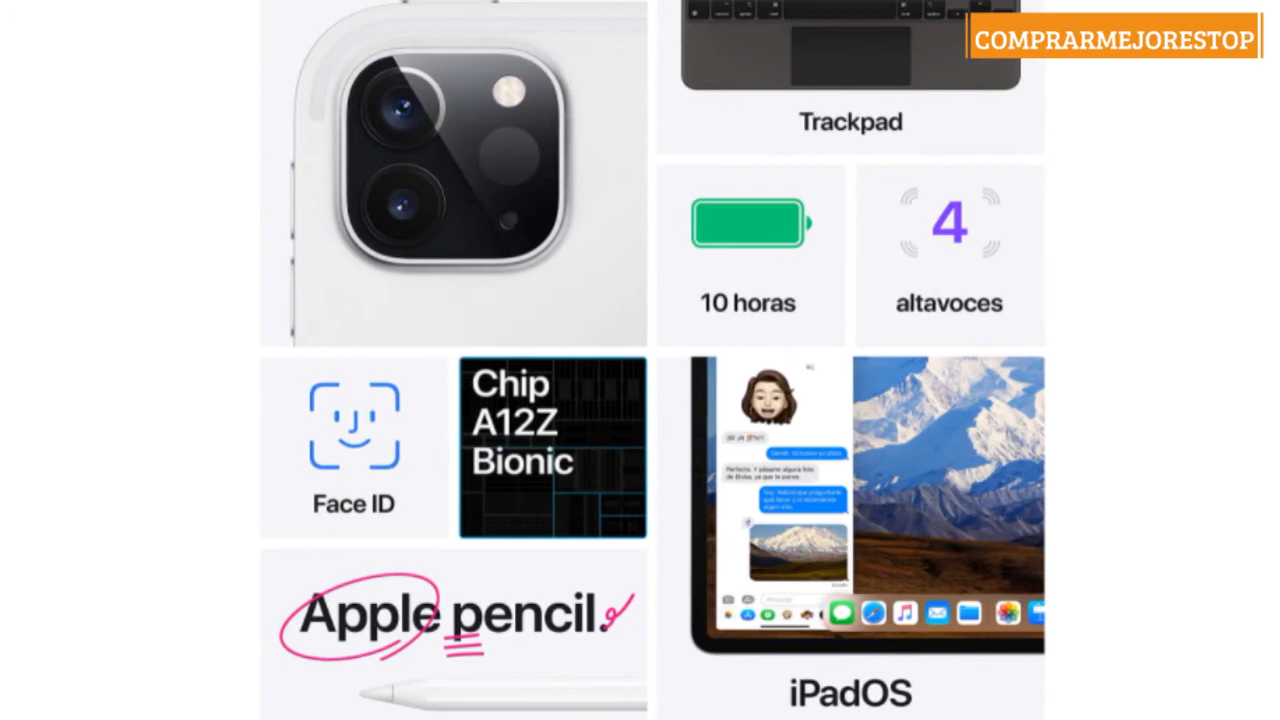 COMPRARMEJORESTOP
Trackpad
10 horas
4
altavoces
Face ID
Chip
A12Z
Bionic
Apple pencil.
iPadOS